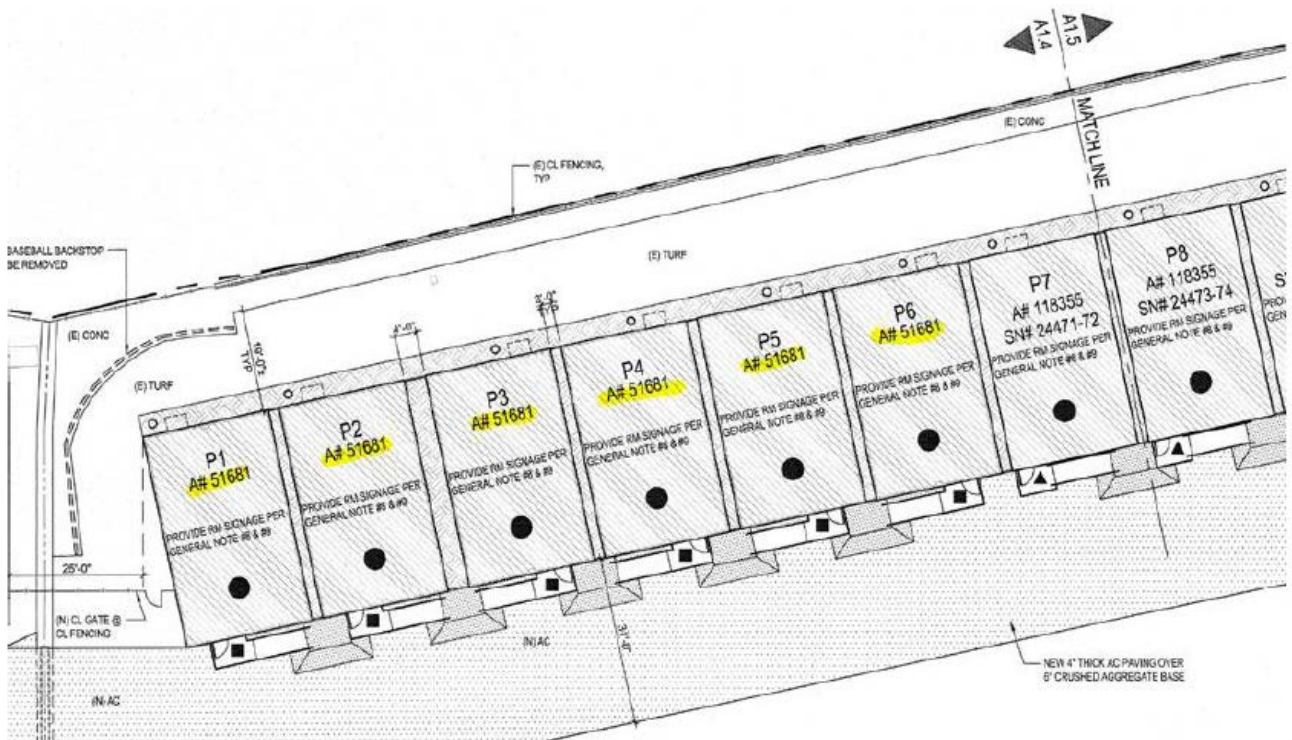 A1.4
A1.5
MATCH LINE
(E) CONC
(E) CL FENCING,
TYP
BASEBALL BACKSTOP
BE REMOVED
(E) CONC
(E) TURF
(E) TURF
10'-0"±
TYP
4'-0"
TYP
P1
A# 51681
PROVIDE RM SIGNAGE PER
GENERAL NOTE #8 & #9
P2
A# 51681
PROVIDE RM SIGNAGE PER
GENERAL NOTE #8 & #9
P3
A# 51681
PROVIDE RM SIGNAGE PER
GENERAL NOTE #8 & #9
P4
A# 51681
PROVIDE RM SIGNAGE PER
GENERAL NOTE #8 & #9
P5
A# 51681
PROVIDE RM SIGNAGE PER
GENERAL NOTE #8 & #9
P6
A# 51681
PROVIDE RM SIGNAGE PER
GENERAL NOTE #8 & #9
P7
A# 118355
SN# 24471-72
PROVIDE RM SIGNAGE PER
GENERAL NOTE #8 & #9
P8
A# 118355
SN# 24473-74
PROVIDE RM SIGNAGE PER
GENERAL NOTE #8 & #9
25'-0"
(N) CL GATE @
CL FENCING
(N) AC
(N) AC
37'-0"
NEW 4" THICK AC PAVING OVER
6" CRUSHED AGGREGATE BASE